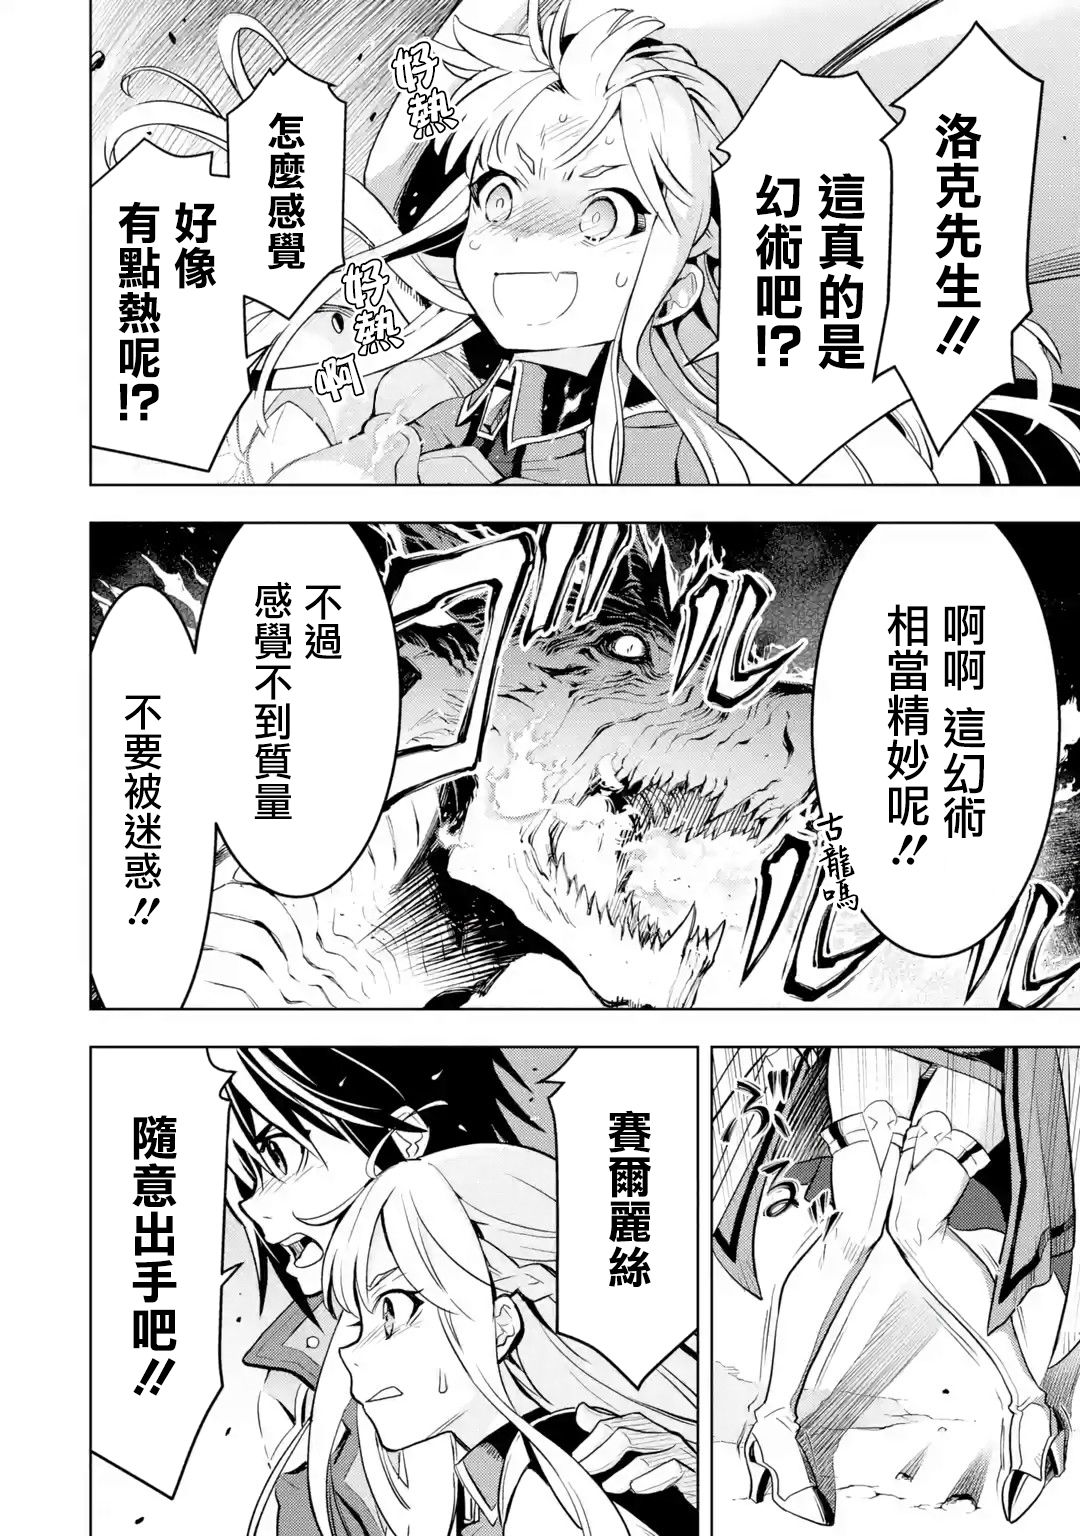 洛克先生!!
這真的是
幻術吧!?
好熱
怎麼感覺
好像
有點熱呢!?
好熱
啊
啊啊 這幻術
相當精妙呢!!
古龍嗚
不過
感覺不到質量
不要被迷惑!!
賽爾麗絲
隨意出手吧!!